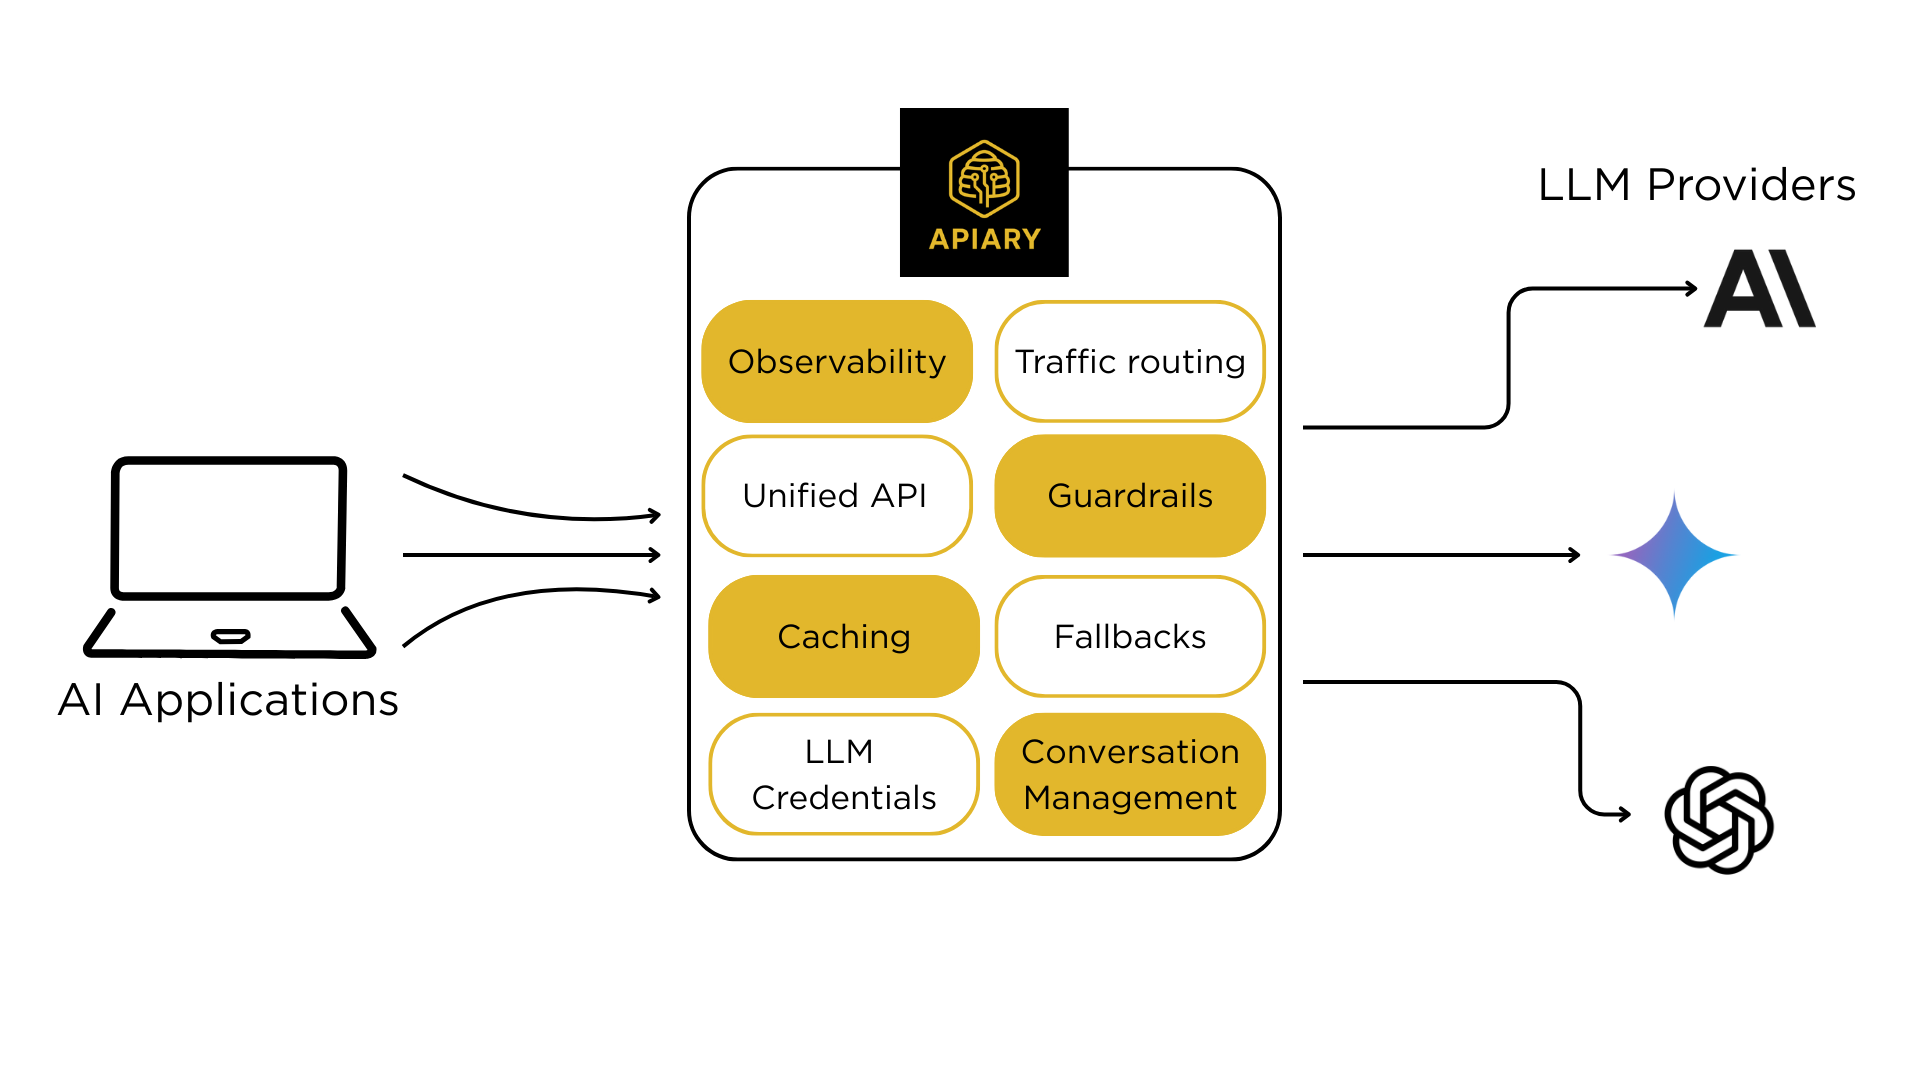 APIARY
LLM Providers
Observability
Traffic routing
Unified API
Guardrails
Caching
Fallbacks
AI Applications
LLM
Credentials
Conversation
Management